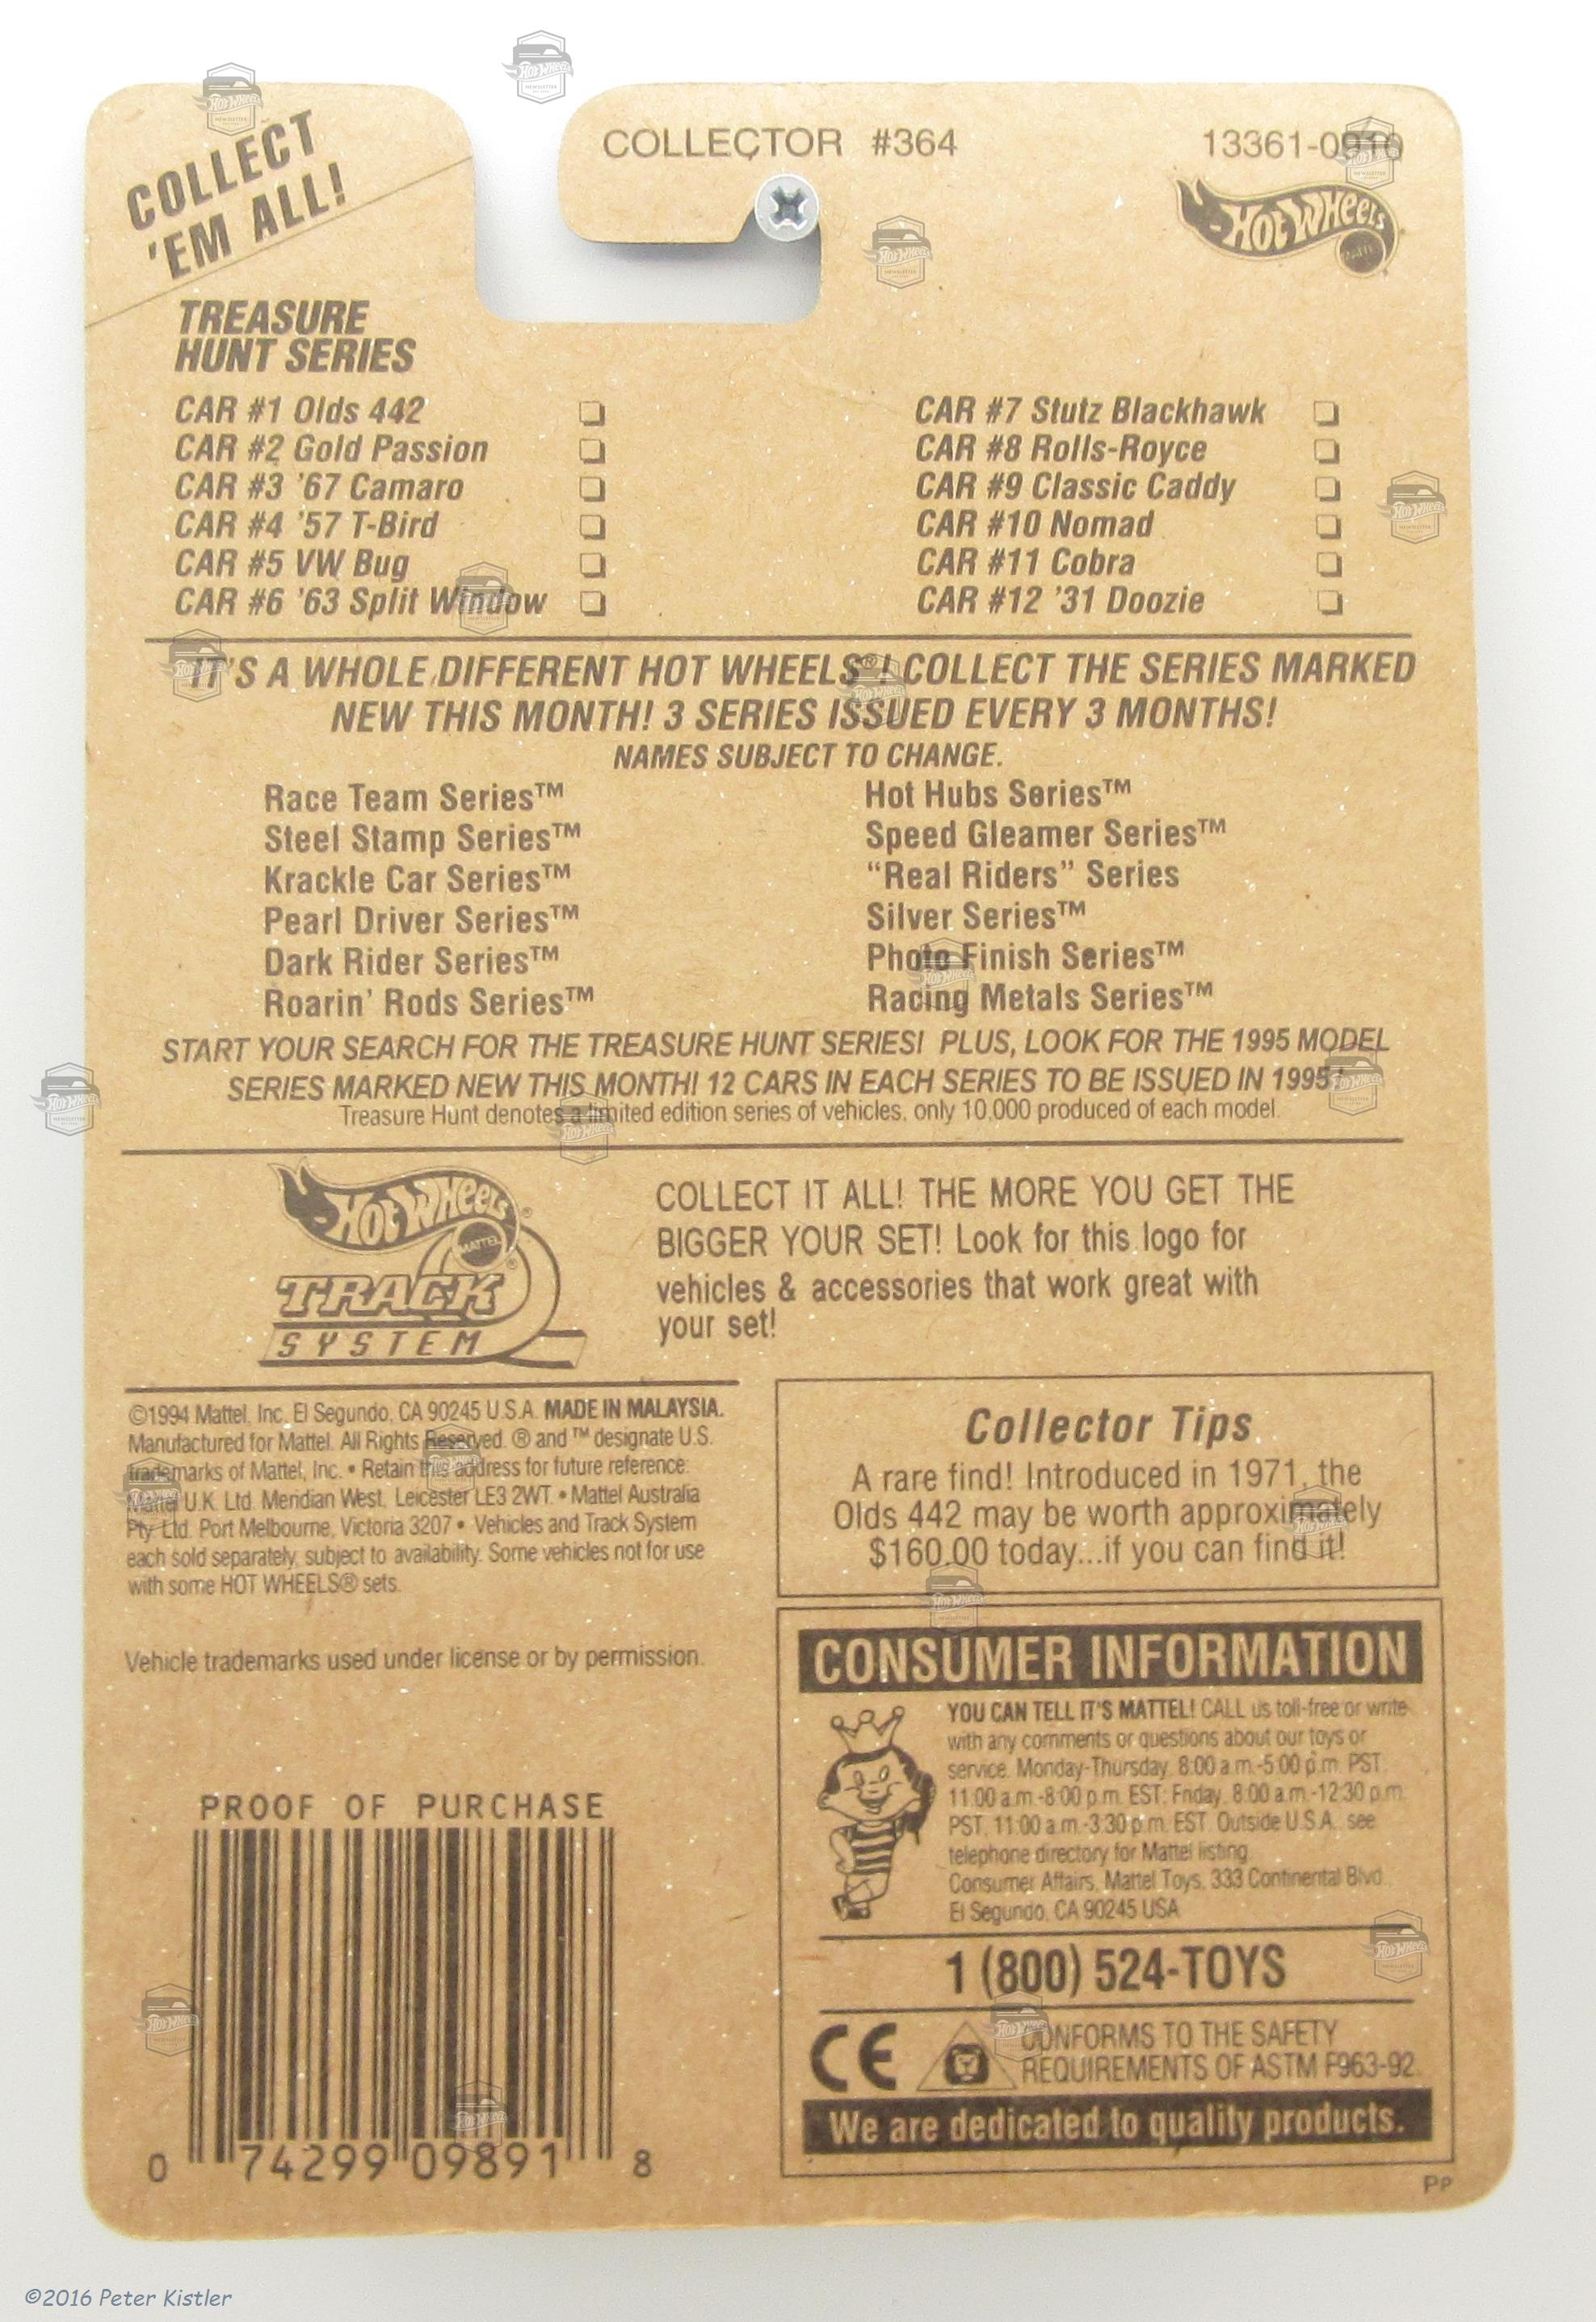 COLLECT
'EM ALL!
COLLECTOR #364
13361-0910
HOT WHEELS
MATTEL
TREASURE
HUNT SERIES
CAR #1 Olds 442
CAR #2 Gold Passion
CAR #3 '67 Camaro
CAR #4 '57 T-Bird
CAR #5 VW Bug
CAR #6 '63 Split Window
CAR #7 Stutz Blackhawk
CAR #8 Rolls-Royce
CAR #9 Classic Caddy
CAR #10 Nomad
CAR #11 Cobra
CAR #12 '31 Doozie
IT'S A WHOLE DIFFERENT HOT WHEELS®! COLLECT THE SERIES MARKED
NEW THIS MONTH! 3 SERIES ISSUED EVERY 3 MONTHS!
NAMES SUBJECT TO CHANGE.
Race Team Series™
Steel Stamp Series™
Krackle Car Series™
Pearl Driver Series™
Dark Rider Series™
Roarin' Rods Series™
Hot Hubs Series™
Speed Gleamer Series™
"Real Riders" Series
Silver Series™
Photo Finish Series™
Racing Metals Series™
START YOUR SEARCH FOR THE TREASURE HUNT SERIES! PLUS, LOOK FOR THE 1995 MODEL
SERIES MARKED NEW THIS MONTH! 12 CARS IN EACH SERIES TO BE ISSUED IN 1995!
Treasure Hunt denotes a limited edition series of vehicles, only 10,000 produced of each model.
HOT WHEELS®
MATTEL®
TRACK
SYSTEM
COLLECT IT ALL! THE MORE YOU GET THE
BIGGER YOUR SET! Look for this logo for
vehicles & accessories that work great with
your set!
©1994 Mattel, Inc. El Segundo, CA 90245 U.S.A. MADE IN MALAYSIA.
Manufactured for Mattel. All Rights Reserved. ® and ™ designate U.S.
trademarks of Mattel, Inc. • Retain this address for future reference:
Mattel U.K. Ltd. Meridian West, Leicester LE3 2WT. • Mattel Australia
Pty. Ltd. Port Melbourne, Victoria 3207 • Vehicles and Track System
each sold separately, subject to availability. Some vehicles not for use
with some HOT WHEELS® sets.
Vehicle trademarks used under license or by permission.
Collector Tips
A rare find! Introduced in 1971, the
Olds 442 may be worth approximately
$160.00 today...if you can find it!
CONSUMER INFORMATION
YOU CAN TELL IT'S MATTEL! CALL us toll-free or write
with any comments or questions about our toys or
service. Monday-Thursday, 8:00 a.m.-5:00 p.m. PST,
11:00 a.m.-8:00 p.m. EST; Friday, 8:00 a.m.-12:30 p.m.
PST, 11:00 a.m.-3:30 p.m. EST. Outside U.S.A., see
telephone directory for Mattel listing.
Consumer Affairs, Mattel Toys, 333 Continental Blvd.,
El Segundo, CA 90245 USA
1 (800) 524-TOYS
CE
CONFORMS TO THE SAFETY
REQUIREMENTS OF ASTM F963-92.
We are dedicated to quality products.
PROOF OF PURCHASE
0 74299 09891 8
PP
©2016 Peter Kistler